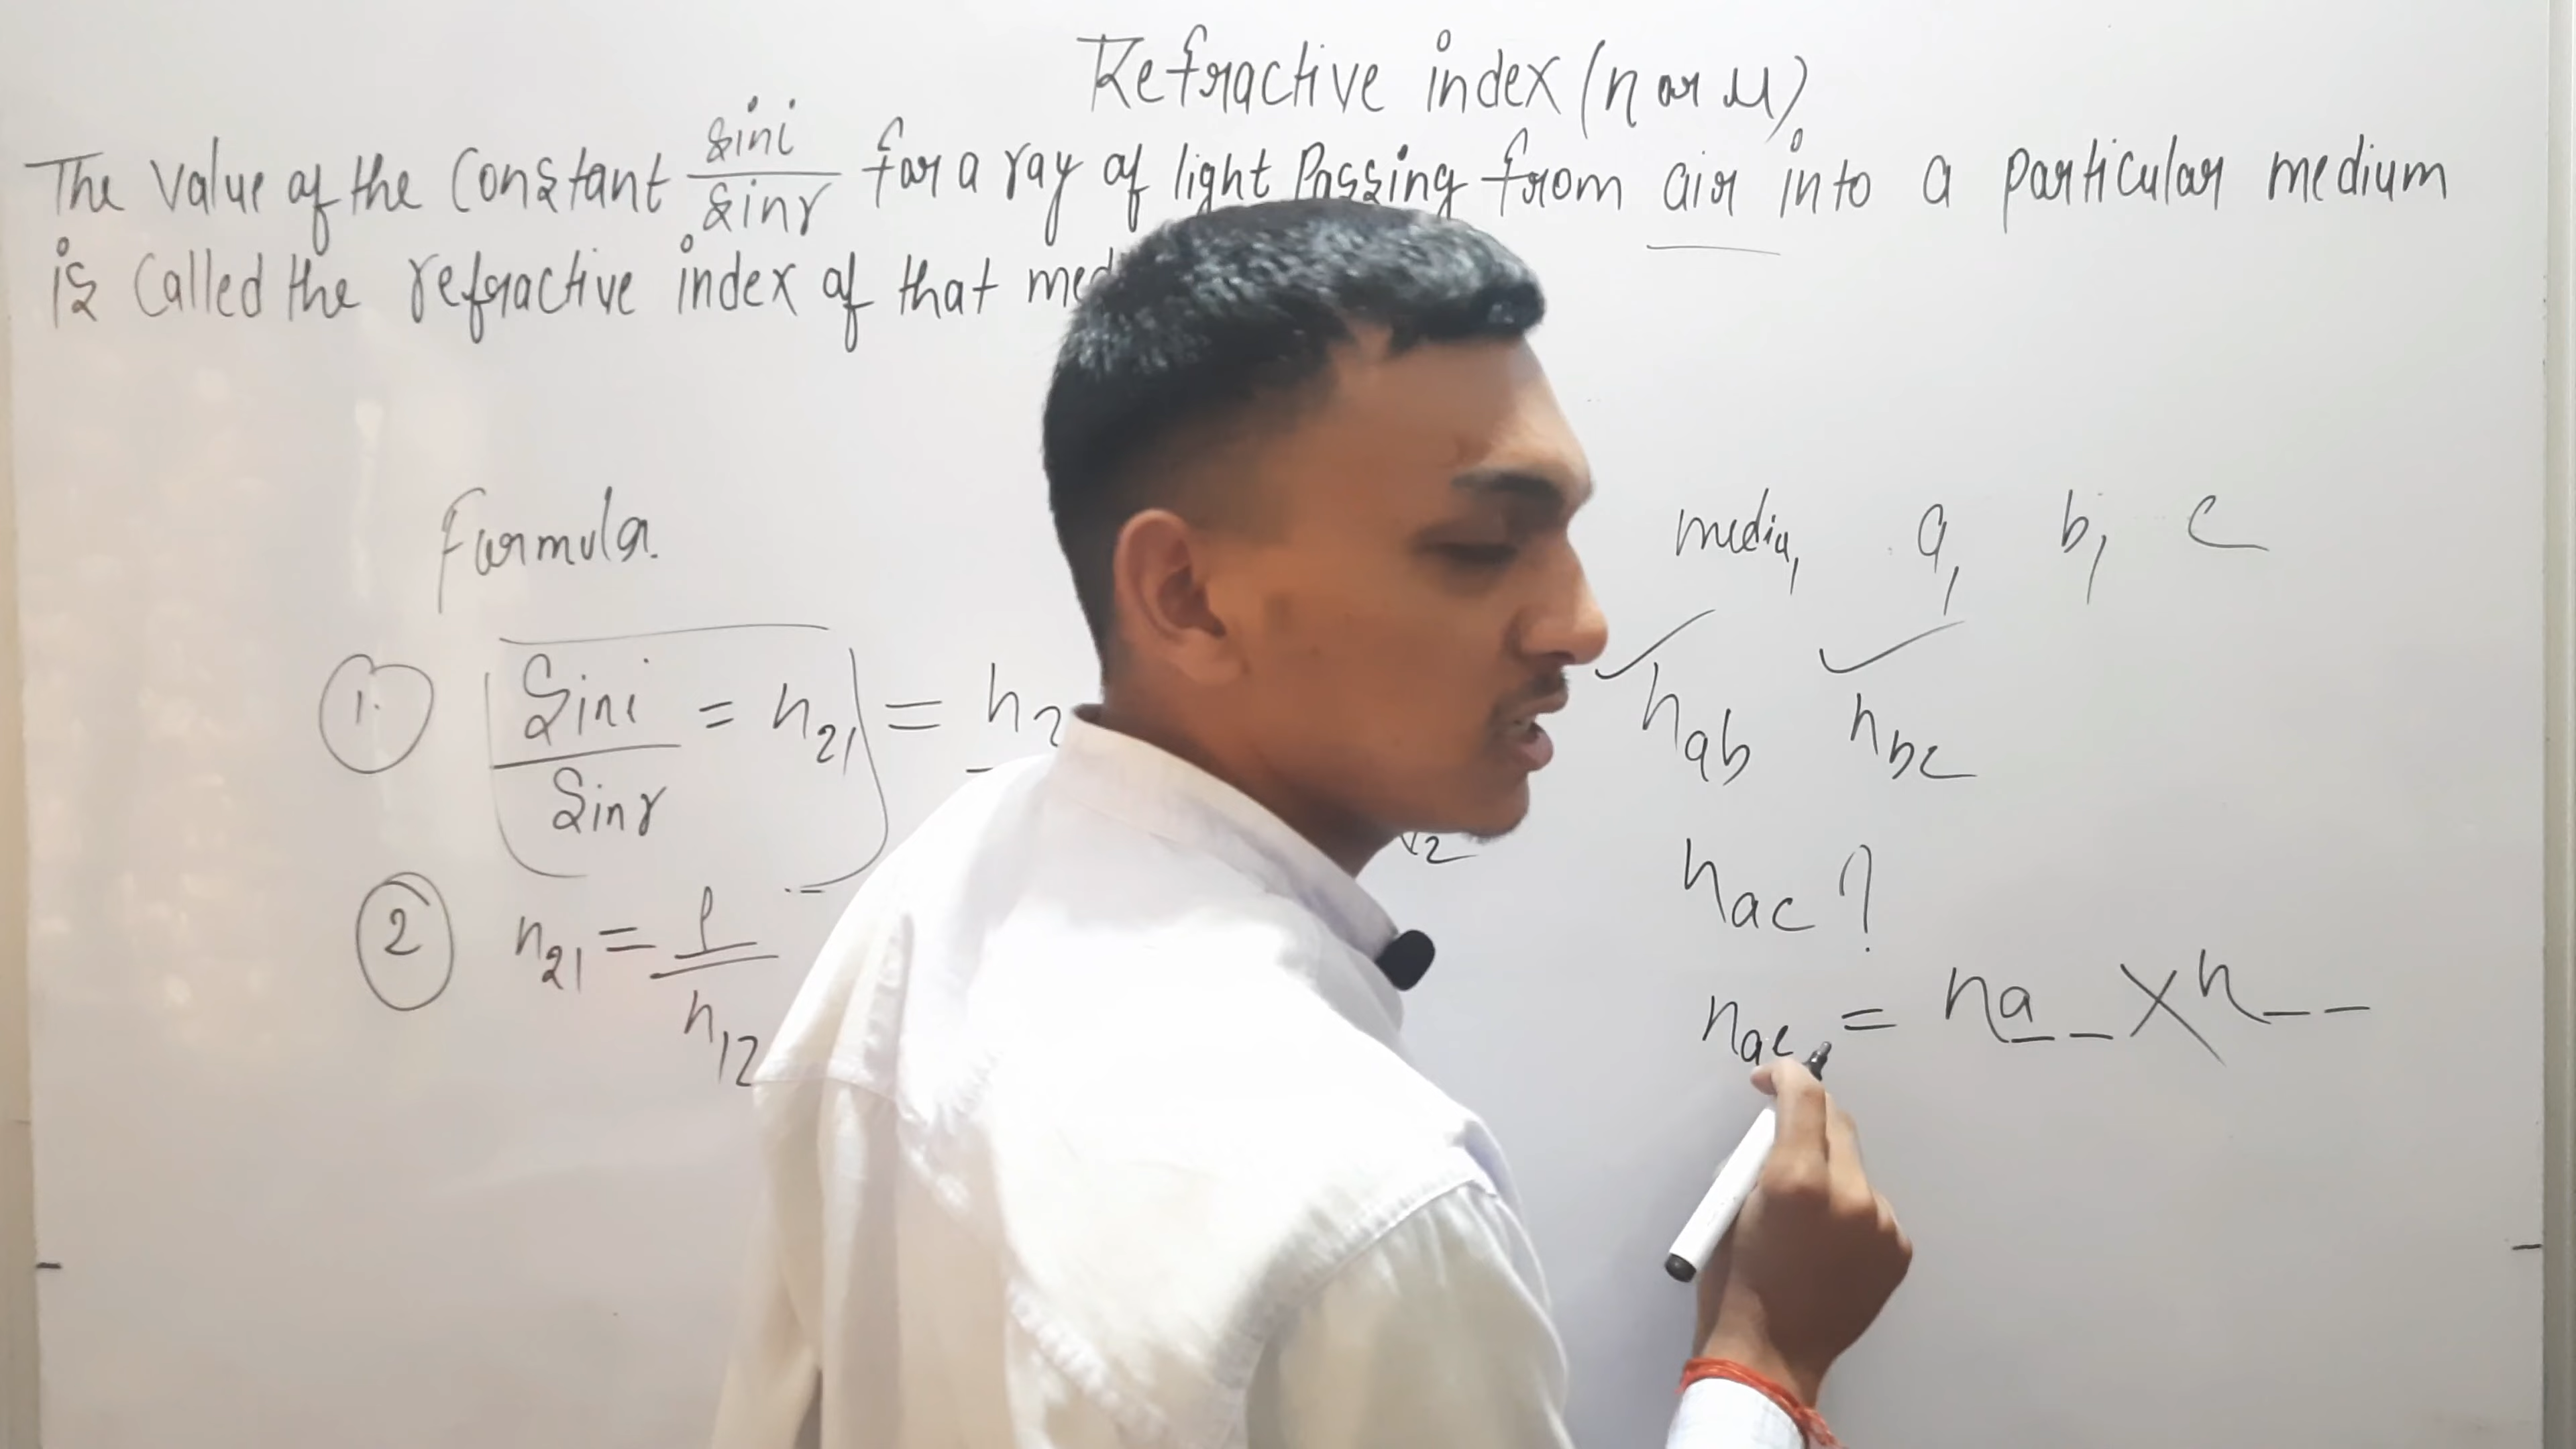 Refractive index (n or μ)
The value of the constant sini/sinr for a ray of light Passing from air into a particular medium
is called the refractive index of that
Formula.
media, a, b, c
1. Sini/Sinr = n21 = n2
nab nbc
nac ?
2 n21 = 1/n12
nac = na_ _ X n_ _